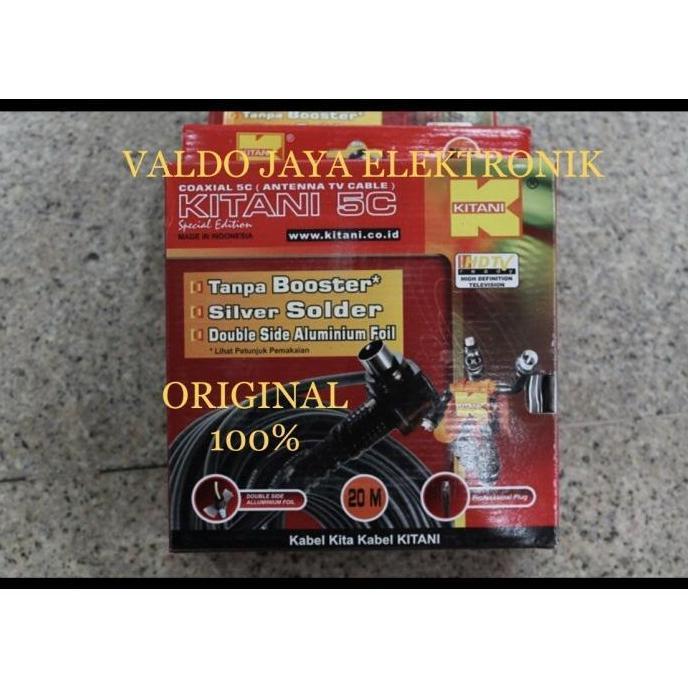 Tanpa Booster*
KITANI ®
VALDO JAYA ELEKTRONIK
COAXIAL 5C ( ANTENNA TV CABLE )
KITANI 5C
Special Edition
MADE IN INDONESIA
www.kitani.co.id
K
KITANI ®
HDTV
ready
HIGH DEFINITION
TELEVISION
Tanpa Booster*
Silver Solder
Double Side Aluminium Foil
* Lihat Petunjuk Pemakaian
ORIGINAL
100%
KITANI
DOUBLE SIDE
ALLUMINIUM FOIL
20 M
Professional Plug
Kabel Kita Kabel KITANI